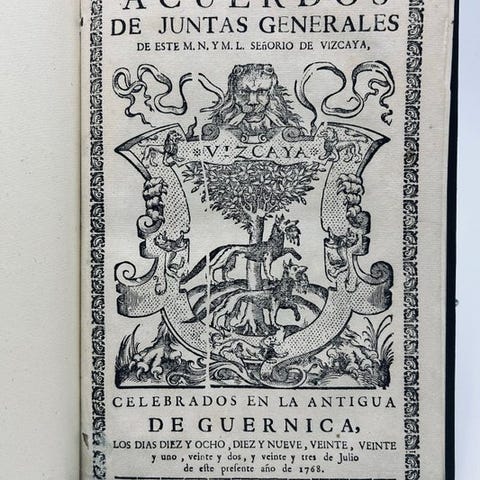 ACUERDOS
DE JUNTAS GENERALES
DE ESTE M. N, Y M. L. SEñORIO DE VIZCAYA,
VIZCAYA
CELEBRADOS EN LA ANTIGUA
DE GUERNICA,
LOS DIAS DIEZ Y OCHO, DIEZ Y NUEVE, VEINTE, VEINTE
y uno, veinte y dos, y veinte y tres de Julio
de este presente año de 1768.